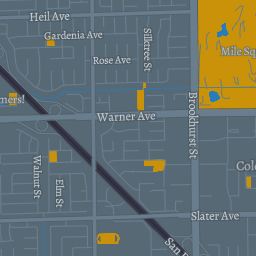 Heil Ave
Gardenia Ave
Silktree St
Mile Sq
Rose Ave
mers!
Brookhurst St
Warner Ave
Walnut St
Elm St
Colo
Slater Ave
San